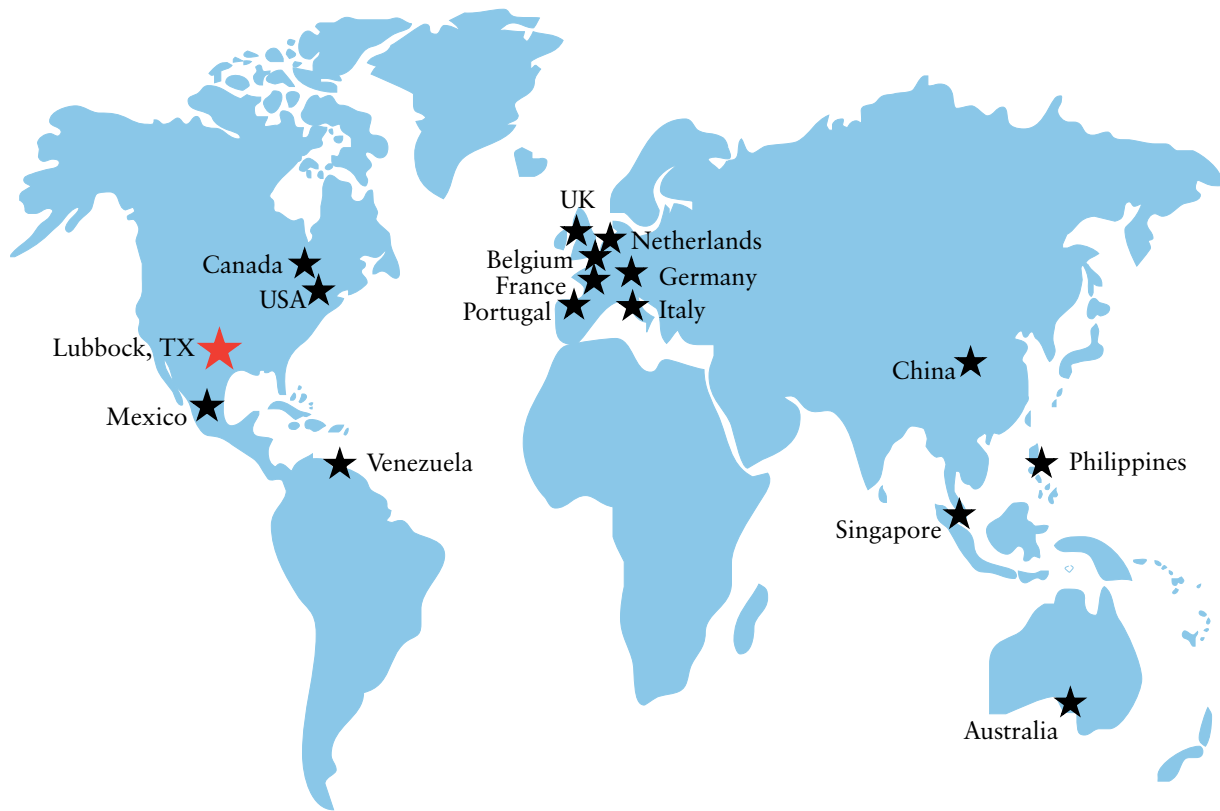 UK
Netherlands
Belgium
Canada
Germany
France
USA
Portugal
Italy
Lubbock, TX
China
Mexico
Venezuela
Philippines
Singapore
Australia